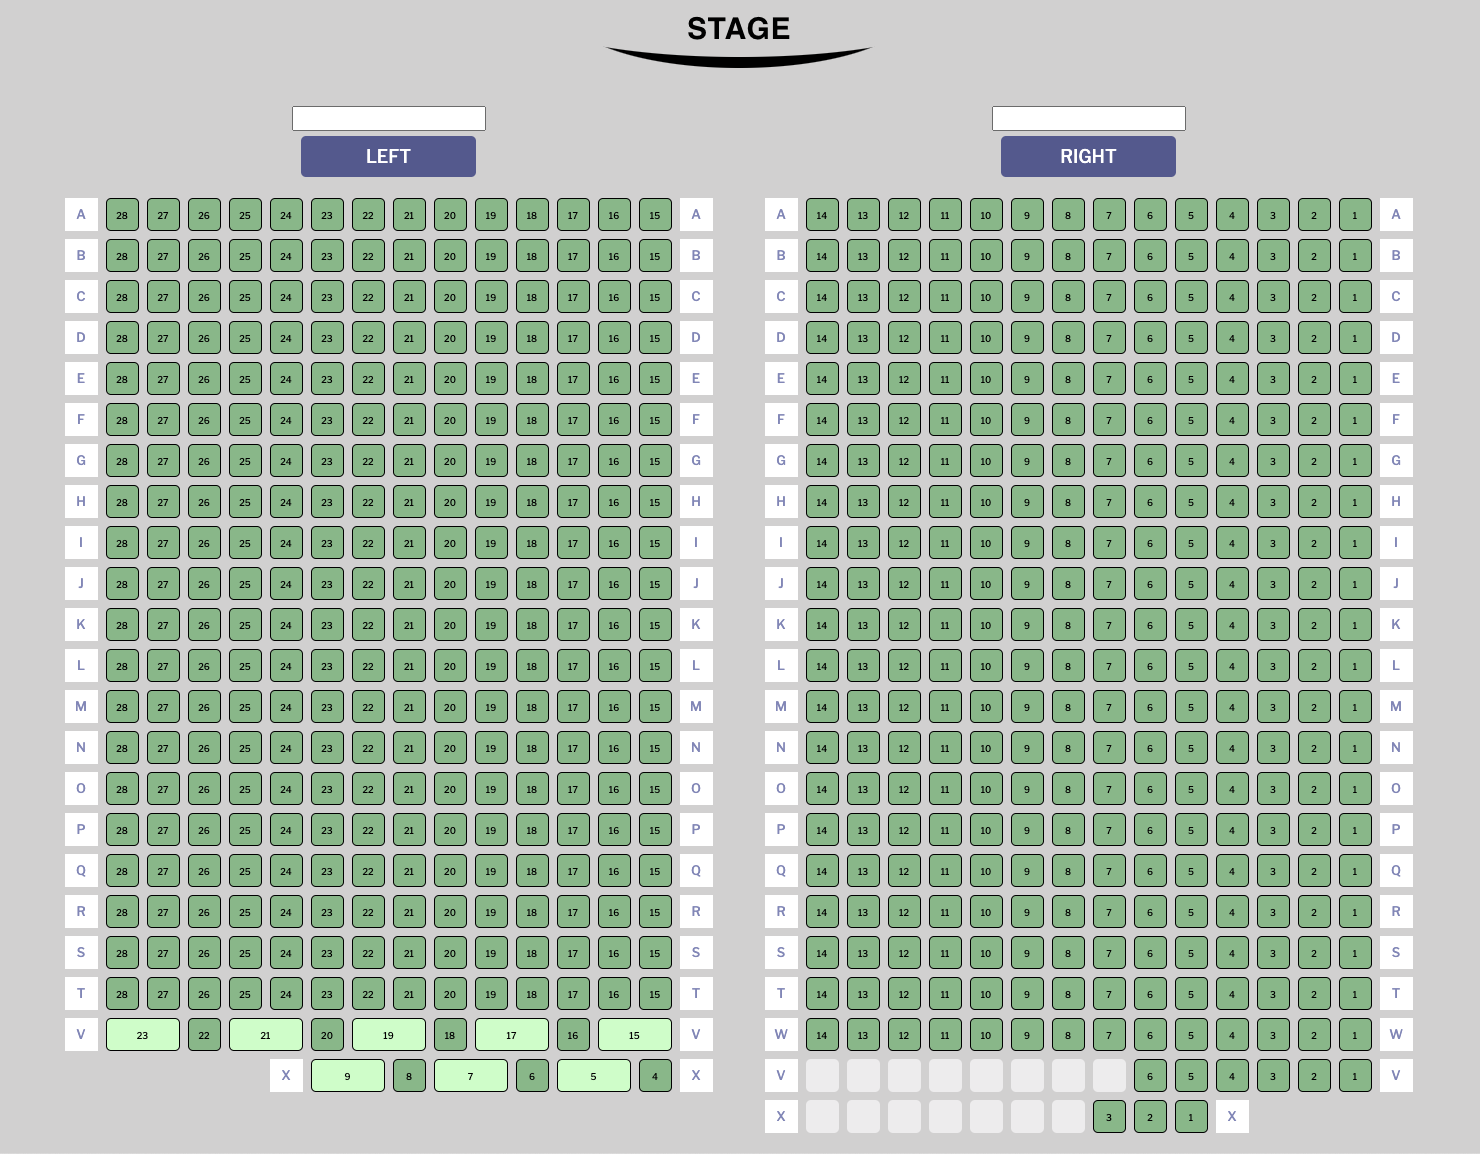 STAGE
LEFT RIGHT
A 28 27 26 25 24 23 22 21 20 19 18 17 16 15 A A 14 13 12 11 10 9 8 7 6 5 4 3 2 1 A
B 28 27 26 25 24 23 22 21 20 19 18 17 16 15 B B 14 13 12 11 10 9 8 7 6 5 4 3 2 1 B
C 28 27 26 25 24 23 22 21 20 19 18 17 16 15 C C 14 13 12 11 10 9 8 7 6 5 4 3 2 1 C
D 28 27 26 25 24 23 22 21 20 19 18 17 16 15 D D 14 13 12 11 10 9 8 7 6 5 4 3 2 1 D
E 28 27 26 25 24 23 22 21 20 19 18 17 16 15 E E 14 13 12 11 10 9 8 7 6 5 4 3 2 1 E
F 28 27 26 25 24 23 22 21 20 19 18 17 16 15 F F 14 13 12 11 10 9 8 7 6 5 4 3 2 1 F
G 28 27 26 25 24 23 22 21 20 19 18 17 16 15 G G 14 13 12 11 10 9 8 7 6 5 4 3 2 1 G
H 28 27 26 25 24 23 22 21 20 19 18 17 16 15 H H 14 13 12 11 10 9 8 7 6 5 4 3 2 1 H
I 28 27 26 25 24 23 22 21 20 19 18 17 16 15 I I 14 13 12 11 10 9 8 7 6 5 4 3 2 1 I
J 28 27 26 25 24 23 22 21 20 19 18 17 16 15 J J 14 13 12 11 10 9 8 7 6 5 4 3 2 1 J
K 28 27 26 25 24 23 22 21 20 19 18 17 16 15 K K 14 13 12 11 10 9 8 7 6 5 4 3 2 1 K
L 28 27 26 25 24 23 22 21 20 19 18 17 16 15 L L 14 13 12 11 10 9 8 7 6 5 4 3 2 1 L
M 28 27 26 25 24 23 22 21 20 19 18 17 16 15 M M 14 13 12 11 10 9 8 7 6 5 4 3 2 1 M
N 28 27 26 25 24 23 22 21 20 19 18 17 16 15 N N 14 13 12 11 10 9 8 7 6 5 4 3 2 1 N
O 28 27 26 25 24 23 22 21 20 19 18 17 16 15 O O 14 13 12 11 10 9 8 7 6 5 4 3 2 1 O
P 28 27 26 25 24 23 22 21 20 19 18 17 16 15 P P 14 13 12 11 10 9 8 7 6 5 4 3 2 1 P
Q 28 27 26 25 24 23 22 21 20 19 18 17 16 15 Q Q 14 13 12 11 10 9 8 7 6 5 4 3 2 1 Q
R 28 27 26 25 24 23 22 21 20 19 18 17 16 15 R R 14 13 12 11 10 9 8 7 6 5 4 3 2 1 R
S 28 27 26 25 24 23 22 21 20 19 18 17 16 15 S S 14 13 12 11 10 9 8 7 6 5 4 3 2 1 S
T 28 27 26 25 24 23 22 21 20 19 18 17 16 15 T T 14 13 12 11 10 9 8 7 6 5 4 3 2 1 T
V 23 22 21 20 19 18 17 16 15 V W 14 13 12 11 10 9 8 7 6 5 4 3 2 1 W
X 9 8 7 6 5 4 X V 6 5 4 3 2 1 V
X 3 2 1 X